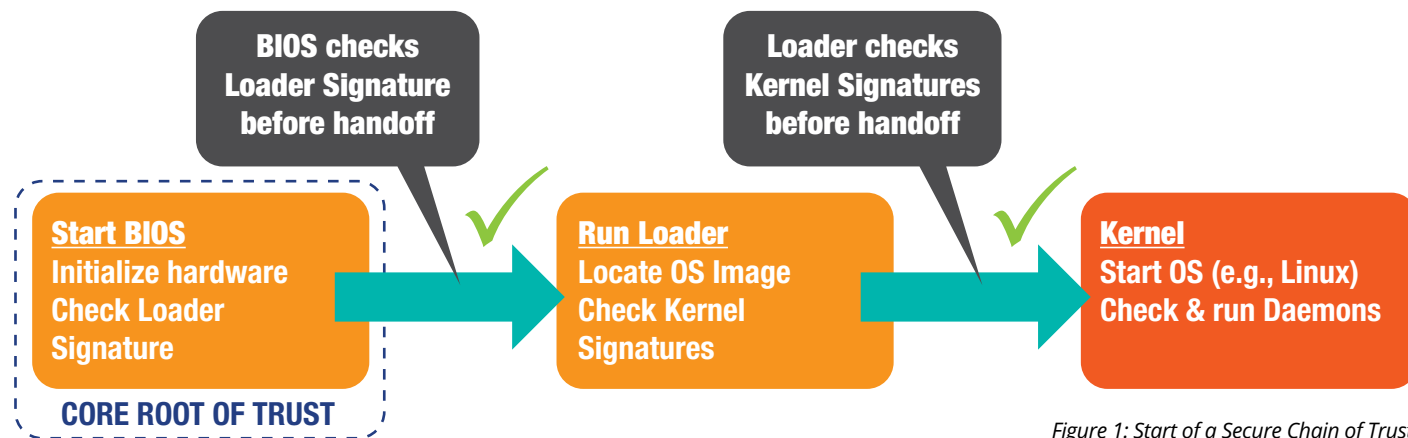 BIOS checks
Loader Signature
before handoff
Loader checks
Kernel Signatures
before handoff
Start BIOS
Initialize hardware
Check Loader
Signature
CORE ROOT OF TRUST
Run Loader
Locate OS Image
Check Kernel
Signatures
Kernel
Start OS (e.g., Linux)
Check & run Daemons
Figure 1: Start of a Secure Chain of Trust